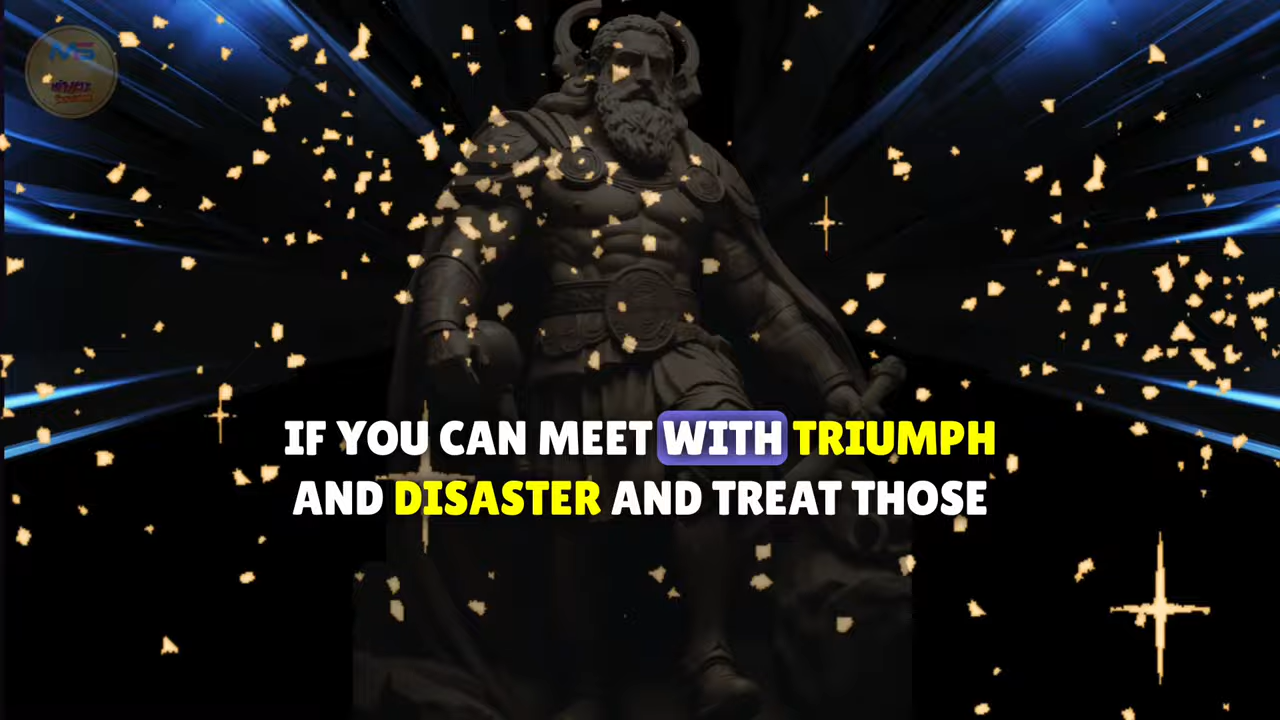 IF YOU CAN MEET WITH TRIUMPH
AND DISASTER AND TREAT THOSE